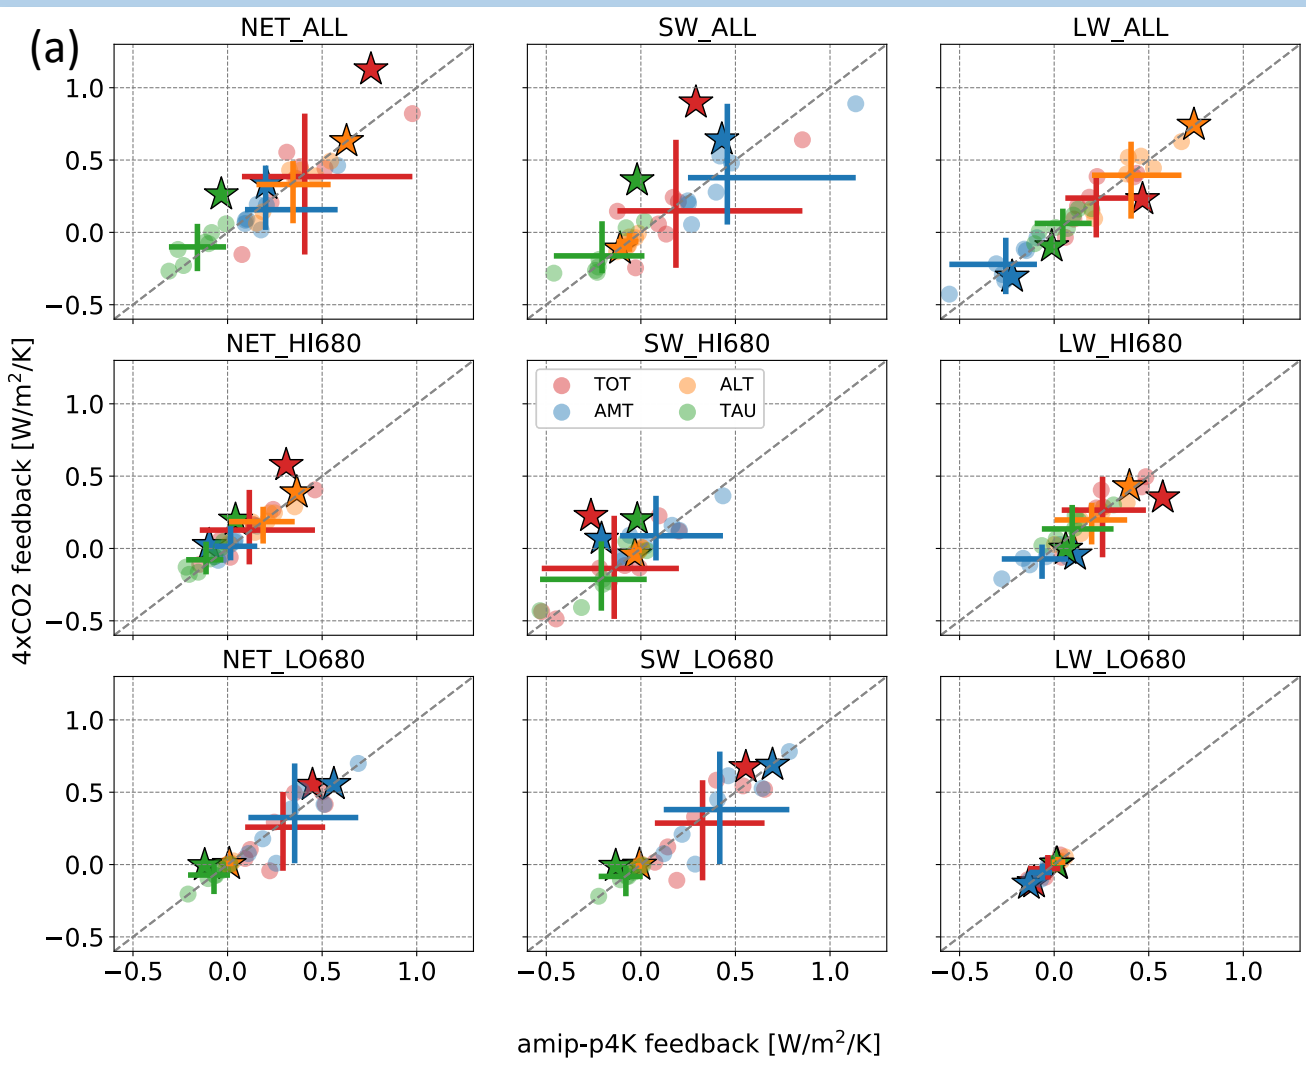 (a)
NET_ALL
SW_ALL
LW_ALL
1.0
0.5
0.0
−0.5
NET_HI680
SW_HI680
LW_HI680
TOT
ALT
AMT
TAU
1.0
0.5
0.0
−0.5
4xCO2 feedback [W/m²/K]
NET_LO680
SW_LO680
LW_LO680
1.0
0.5
0.0
−0.5
−0.5 0.0 0.5 1.0
−0.5 0.0 0.5 1.0
−0.5 0.0 0.5 1.0
amip-p4K feedback [W/m²/K]